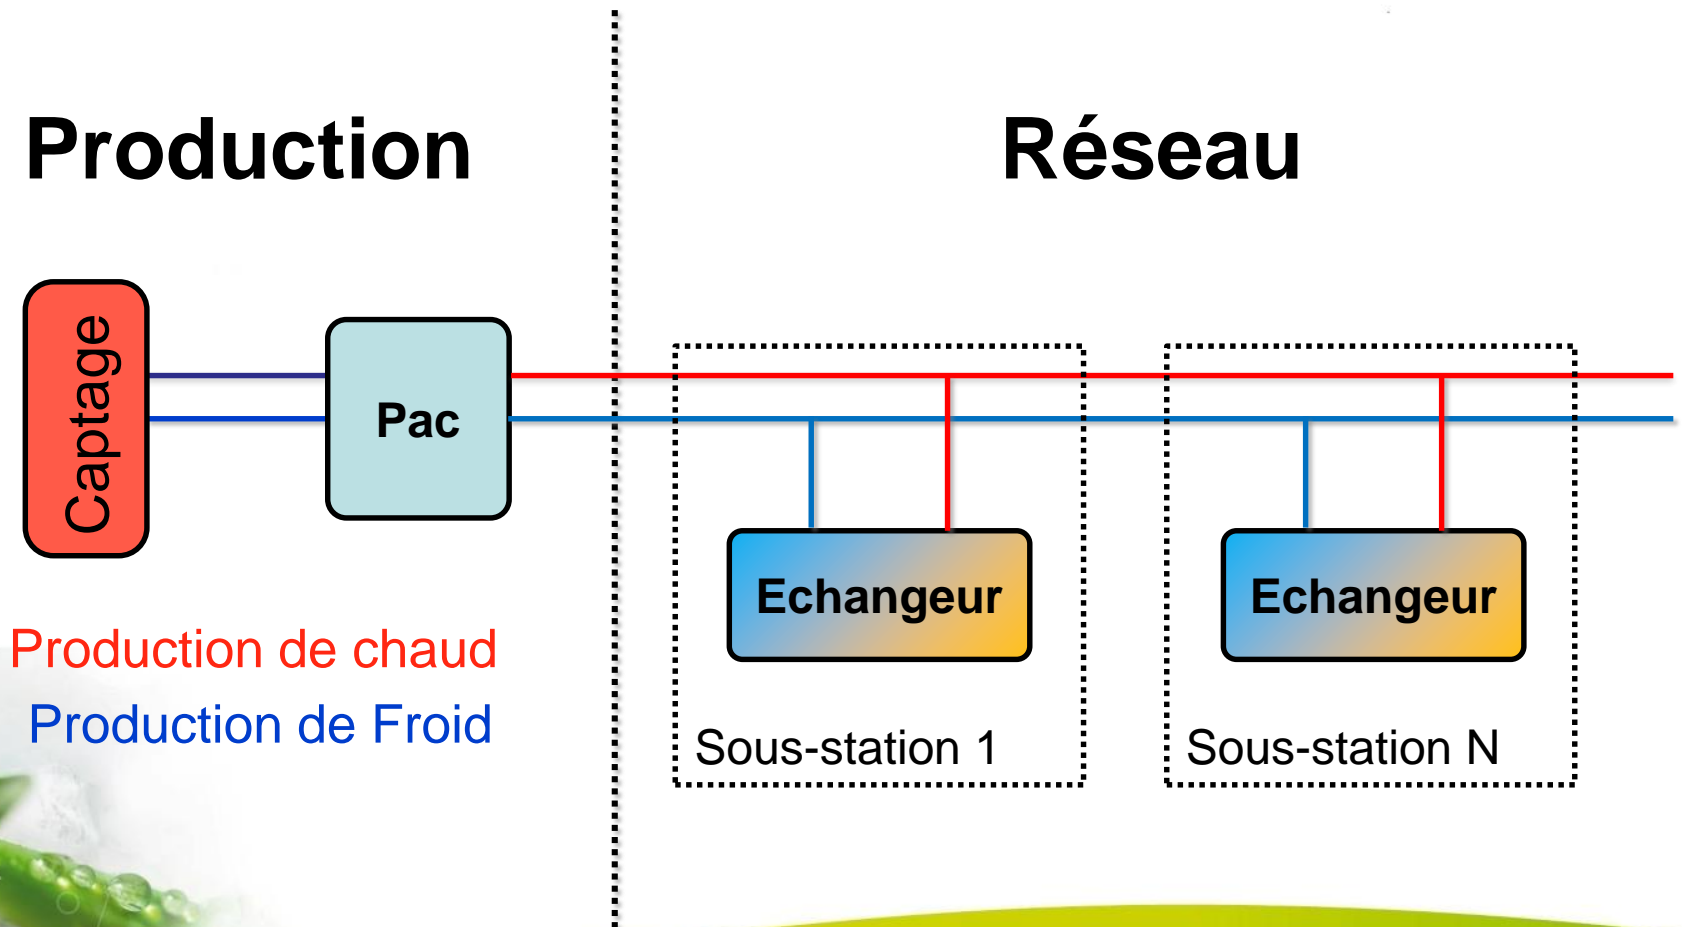 Production
Réseau
Captage
Pac
Echangeur
Echangeur
Production de chaud
Production de Froid
Sous-station 1
Sous-station N